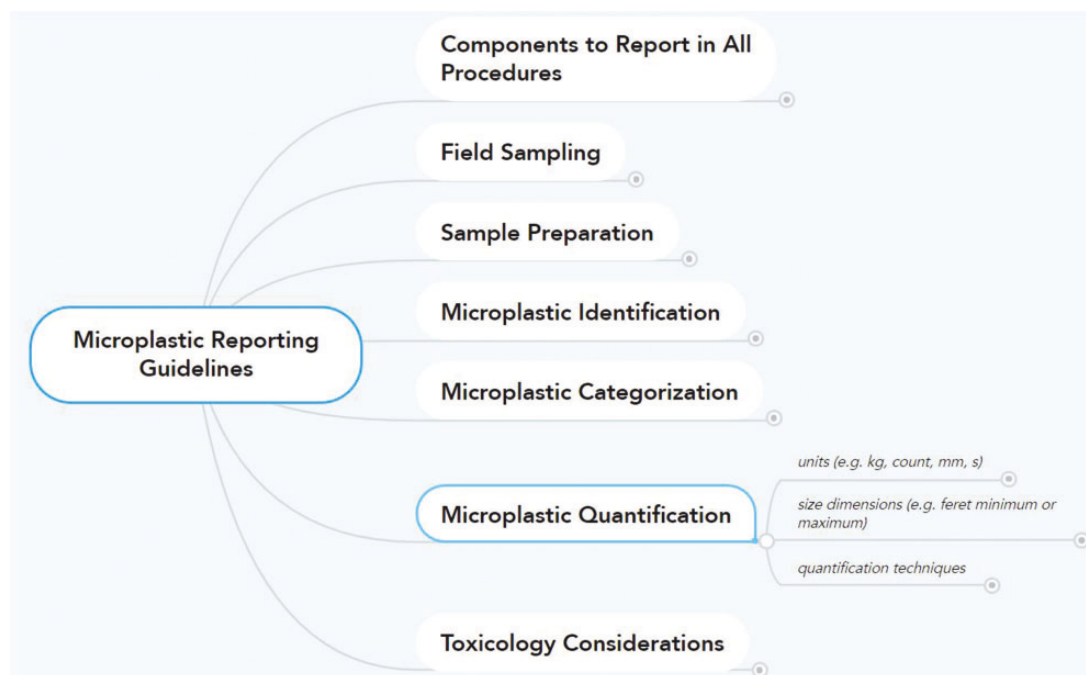 Components to Report in All
Procedures
Field Sampling
Sample Preparation
Microplastic Identification
Microplastic Reporting
Guidelines
Microplastic Categorization
units (e.g. kg, count, mm, s)
size dimensions (e.g. feret minimum or
maximum)
Microplastic Quantification
quantification techniques
Toxicology Considerations